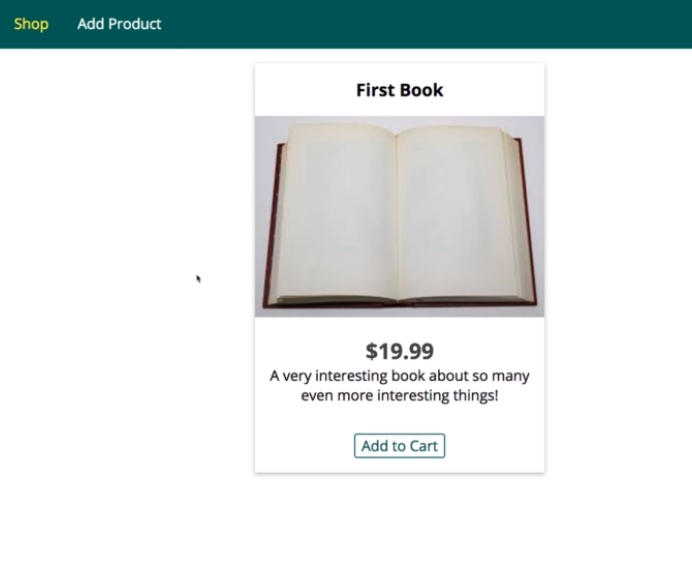 Shop Add Product
First Book
$19.99
A very interesting book about so many
even more interesting things!
Add to Cart